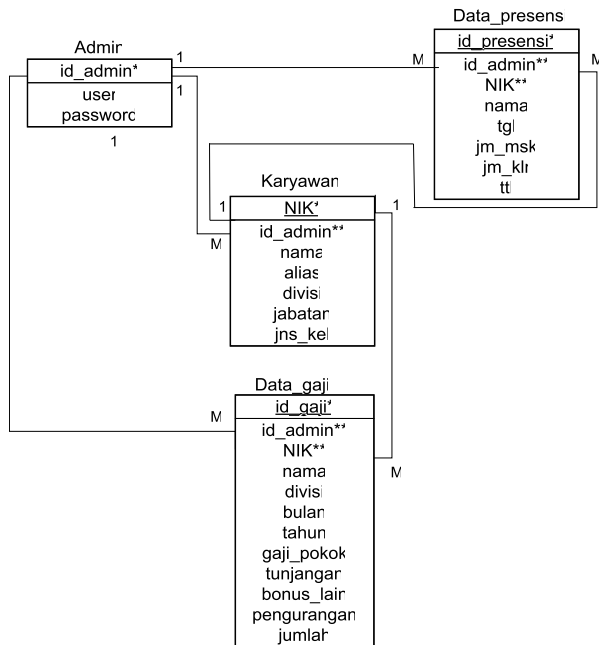 Data_presens
id_presensi*
id_admin**
NIK**
nama
tgl
jm_msk
jm_klr
ttl
Admin
id_admin*
user
password
1
M
M
1
1
Karyawan
NIK*
id_admin**
nama
alias
divisi
jabatan
jns_kel
1
1
M
Data_gaji
id_gaji*
id_admin**
NIK**
nama
divisi
bulan
tahun
gaji_pokok
tunjangan
bonus_lain
pengurangan
jumlah
M
M